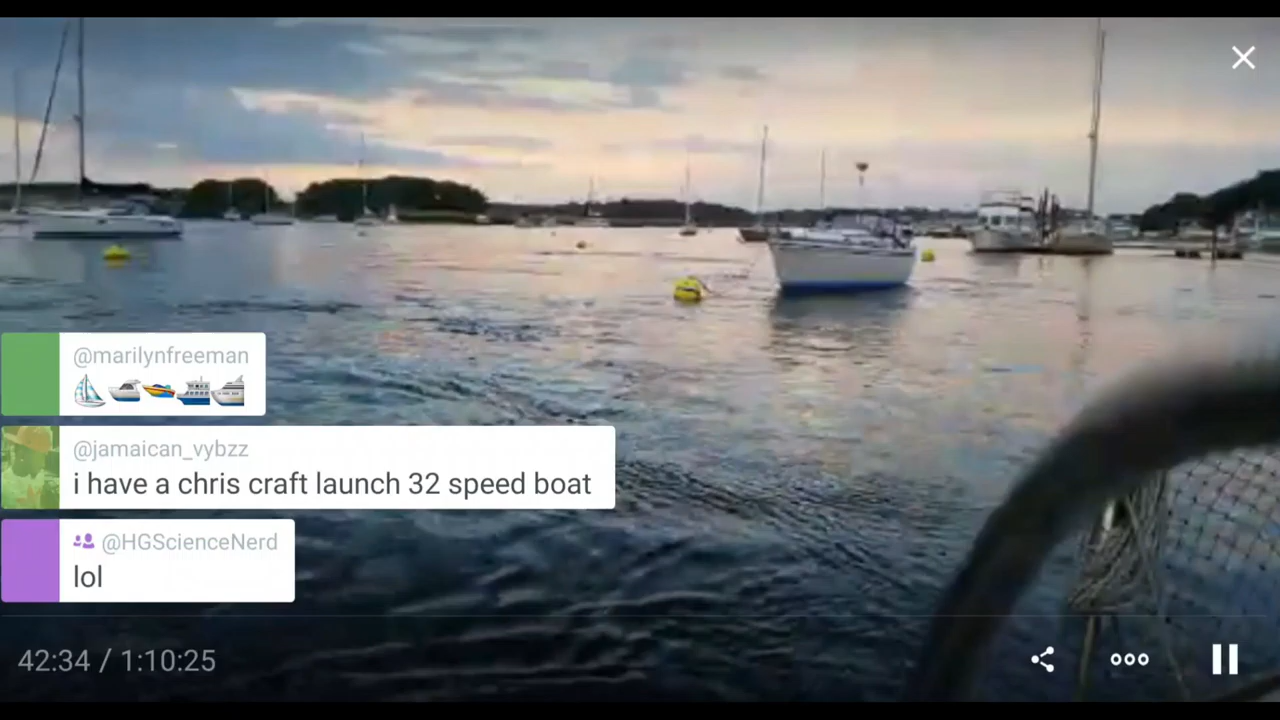 @marilynfreeman
@jamaican_vybzz
i have a chris craft launch 32 speed boat
@HGScienceNerd
lol
42:34 / 1:10:25